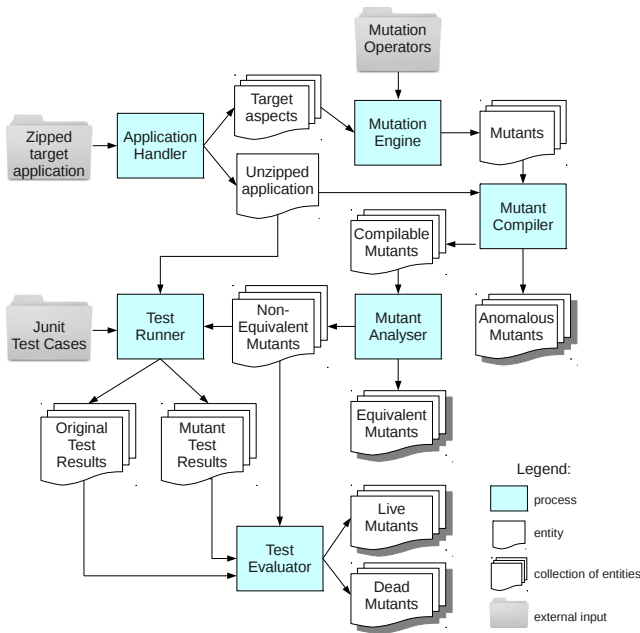 Mutation
Operators
Target
aspects
Zipped
target
application
Application
Handler
Mutation
Engine
Mutants
Unzipped
application
Mutant
Compiler
Compilable
Mutants
Junit
Test Cases
Test
Runner
Non-
Equivalent
Mutants
Mutant
Analyser
Anomalous
Mutants
Original
Test
Results
Mutant
Test
Results
Equivalent
Mutants
Legend:
process
entity
collection of entities
external input
Test
Evaluator
Live
Mutants
Dead
Mutants